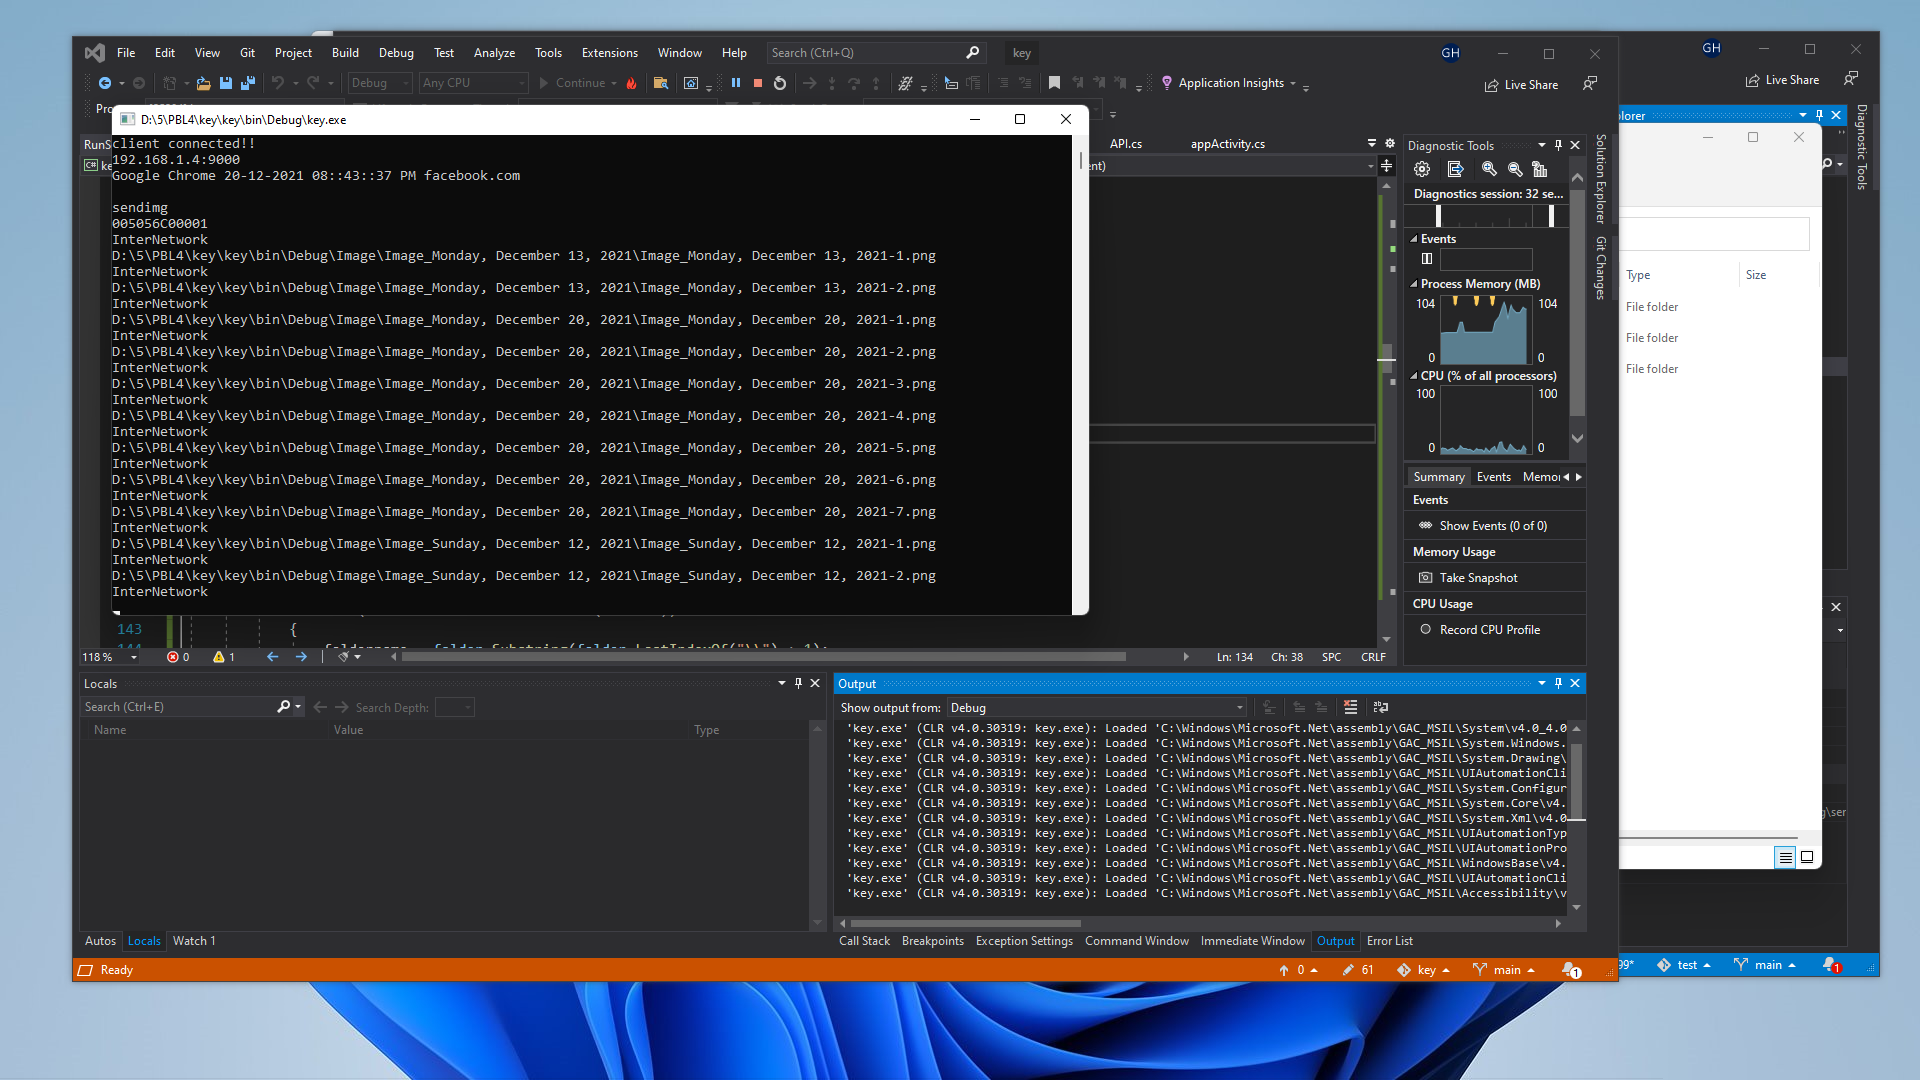 File Edit View Git Project Build Debug Test Analyze Tools Extensions Window Help Search (Ctrl+Q) key GH
GH
Debug Any CPU Continue Application Insights Live Share
Live Share
D:\5\PBL4\key\key\bin\Debug\key.exe
client connected!!
192.168.1.4:9000
Google Chrome 20-12-2021 08::43::37 PM facebook.com
sendimg
005056C00001
InterNetwork
D:\5\PBL4\key\key\bin\Debug\Image\Image_Monday, December 13, 2021\Image_Monday, December 13, 2021-1.png
InterNetwork
D:\5\PBL4\key\key\bin\Debug\Image\Image_Monday, December 13, 2021\Image_Monday, December 13, 2021-2.png
InterNetwork
D:\5\PBL4\key\key\bin\Debug\Image\Image_Monday, December 20, 2021\Image_Monday, December 20, 2021-1.png
InterNetwork
D:\5\PBL4\key\key\bin\Debug\Image\Image_Monday, December 20, 2021\Image_Monday, December 20, 2021-2.png
InterNetwork
D:\5\PBL4\key\key\bin\Debug\Image\Image_Monday, December 20, 2021\Image_Monday, December 20, 2021-3.png
InterNetwork
D:\5\PBL4\key\key\bin\Debug\Image\Image_Monday, December 20, 2021\Image_Monday, December 20, 2021-4.png
InterNetwork
D:\5\PBL4\key\key\bin\Debug\Image\Image_Monday, December 20, 2021\Image_Monday, December 20, 2021-5.png
InterNetwork
D:\5\PBL4\key\key\bin\Debug\Image\Image_Monday, December 20, 2021\Image_Monday, December 20, 2021-6.png
InterNetwork
D:\5\PBL4\key\key\bin\Debug\Image\Image_Monday, December 20, 2021\Image_Monday, December 20, 2021-7.png
InterNetwork
D:\5\PBL4\key\key\bin\Debug\Image\Image_Sunday, December 12, 2021\Image_Sunday, December 12, 2021-1.png
InterNetwork
D:\5\PBL4\key\key\bin\Debug\Image\Image_Sunday, December 12, 2021\Image_Sunday, December 12, 2021-2.png
InterNetwork
API.cs appActivity.cs
143 {
118 % 0 1 Ln: 134 Ch: 38 SPC CRLF
Diagnostic Tools
Diagnostics session: 32 se...
Events
Process Memory (MB)
104 104
0 0
CPU (% of all processors)
100 100
0 0
Summary Events Memor
Events
Show Events (0 of 0)
Memory Usage
Take Snapshot
CPU Usage
Record CPU Profile
Solution Explorer
Git Changes
Diagnostic Tools
lorer
Type Size
File folder
File folder
File folder
Locals
Search (Ctrl+E) Search Depth:
Name Value Type
Autos Locals Watch 1
Output
Show output from: Debug
'key.exe' (CLR v4.0.30319: key.exe): Loaded 'C:\Windows\Microsoft.Net\assembly\GAC_MSIL\System\v4.0_4.0
'key.exe' (CLR v4.0.30319: key.exe): Loaded 'C:\Windows\Microsoft.Net\assembly\GAC_MSIL\System.Windows.
'key.exe' (CLR v4.0.30319: key.exe): Loaded 'C:\Windows\Microsoft.Net\assembly\GAC_MSIL\System.Drawing\
'key.exe' (CLR v4.0.30319: key.exe): Loaded 'C:\Windows\Microsoft.Net\assembly\GAC_MSIL\UIAutomationCli
'key.exe' (CLR v4.0.30319: key.exe): Loaded 'C:\Windows\Microsoft.Net\assembly\GAC_MSIL\System.Configur
'key.exe' (CLR v4.0.30319: key.exe): Loaded 'C:\Windows\Microsoft.Net\assembly\GAC_MSIL\System.Core\v4.
'key.exe' (CLR v4.0.30319: key.exe): Loaded 'C:\Windows\Microsoft.Net\assembly\GAC_MSIL\System.Xml\v4.0
'key.exe' (CLR v4.0.30319: key.exe): Loaded 'C:\Windows\Microsoft.Net\assembly\GAC_MSIL\UIAutomationTyp
'key.exe' (CLR v4.0.30319: key.exe): Loaded 'C:\Windows\Microsoft.Net\assembly\GAC_MSIL\UIAutomationPro
'key.exe' (CLR v4.0.30319: key.exe): Loaded 'C:\Windows\Microsoft.Net\assembly\GAC_MSIL\WindowsBase\v4.
'key.exe' (CLR v4.0.30319: key.exe): Loaded 'C:\Windows\Microsoft.Net\assembly\GAC_MSIL\UIAutomationCli
'key.exe' (CLR v4.0.30319: key.exe): Loaded 'C:\Windows\Microsoft.Net\assembly\GAC_MSIL\Accessibility\v
Call Stack Breakpoints Exception Settings Command Window Immediate Window Output Error List
Ready 0 61 key main 1
99* test main 1